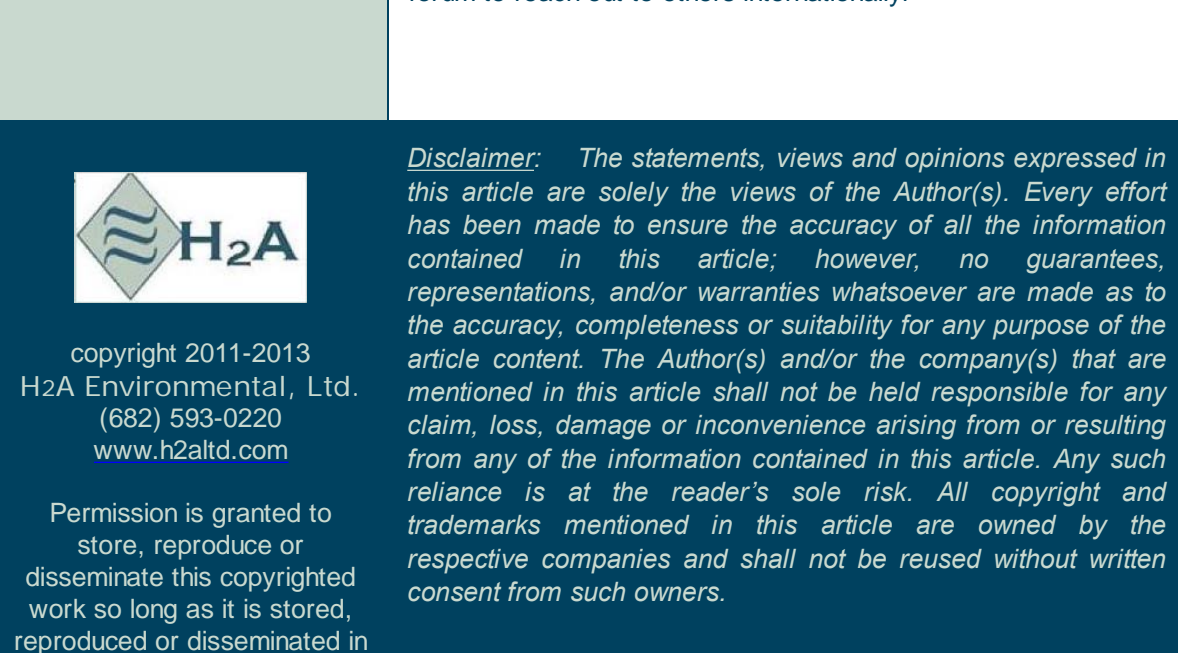 forum to reach out to others internationally.
H2A
copyright 2011-2013
H2A Environmental, Ltd.
(682) 593-0220
www.h2altd.com
Permission is granted to
store, reproduce or
disseminate this copyrighted
work so long as it is stored,
reproduced or disseminated in
Disclaimer: The statements, views and opinions expressed in
this article are solely the views of the Author(s). Every effort
has been made to ensure the accuracy of all the information
contained in this article; however, no guarantees,
representations, and/or warranties whatsoever are made as to
the accuracy, completeness or suitability for any purpose of the
article content. The Author(s) and/or the company(s) that are
mentioned in this article shall not be held responsible for any
claim, loss, damage or inconvenience arising from or resulting
from any of the information contained in this article. Any such
reliance is at the reader's sole risk. All copyright and
trademarks mentioned in this article are owned by the
respective companies and shall not be reused without written
consent from such owners.